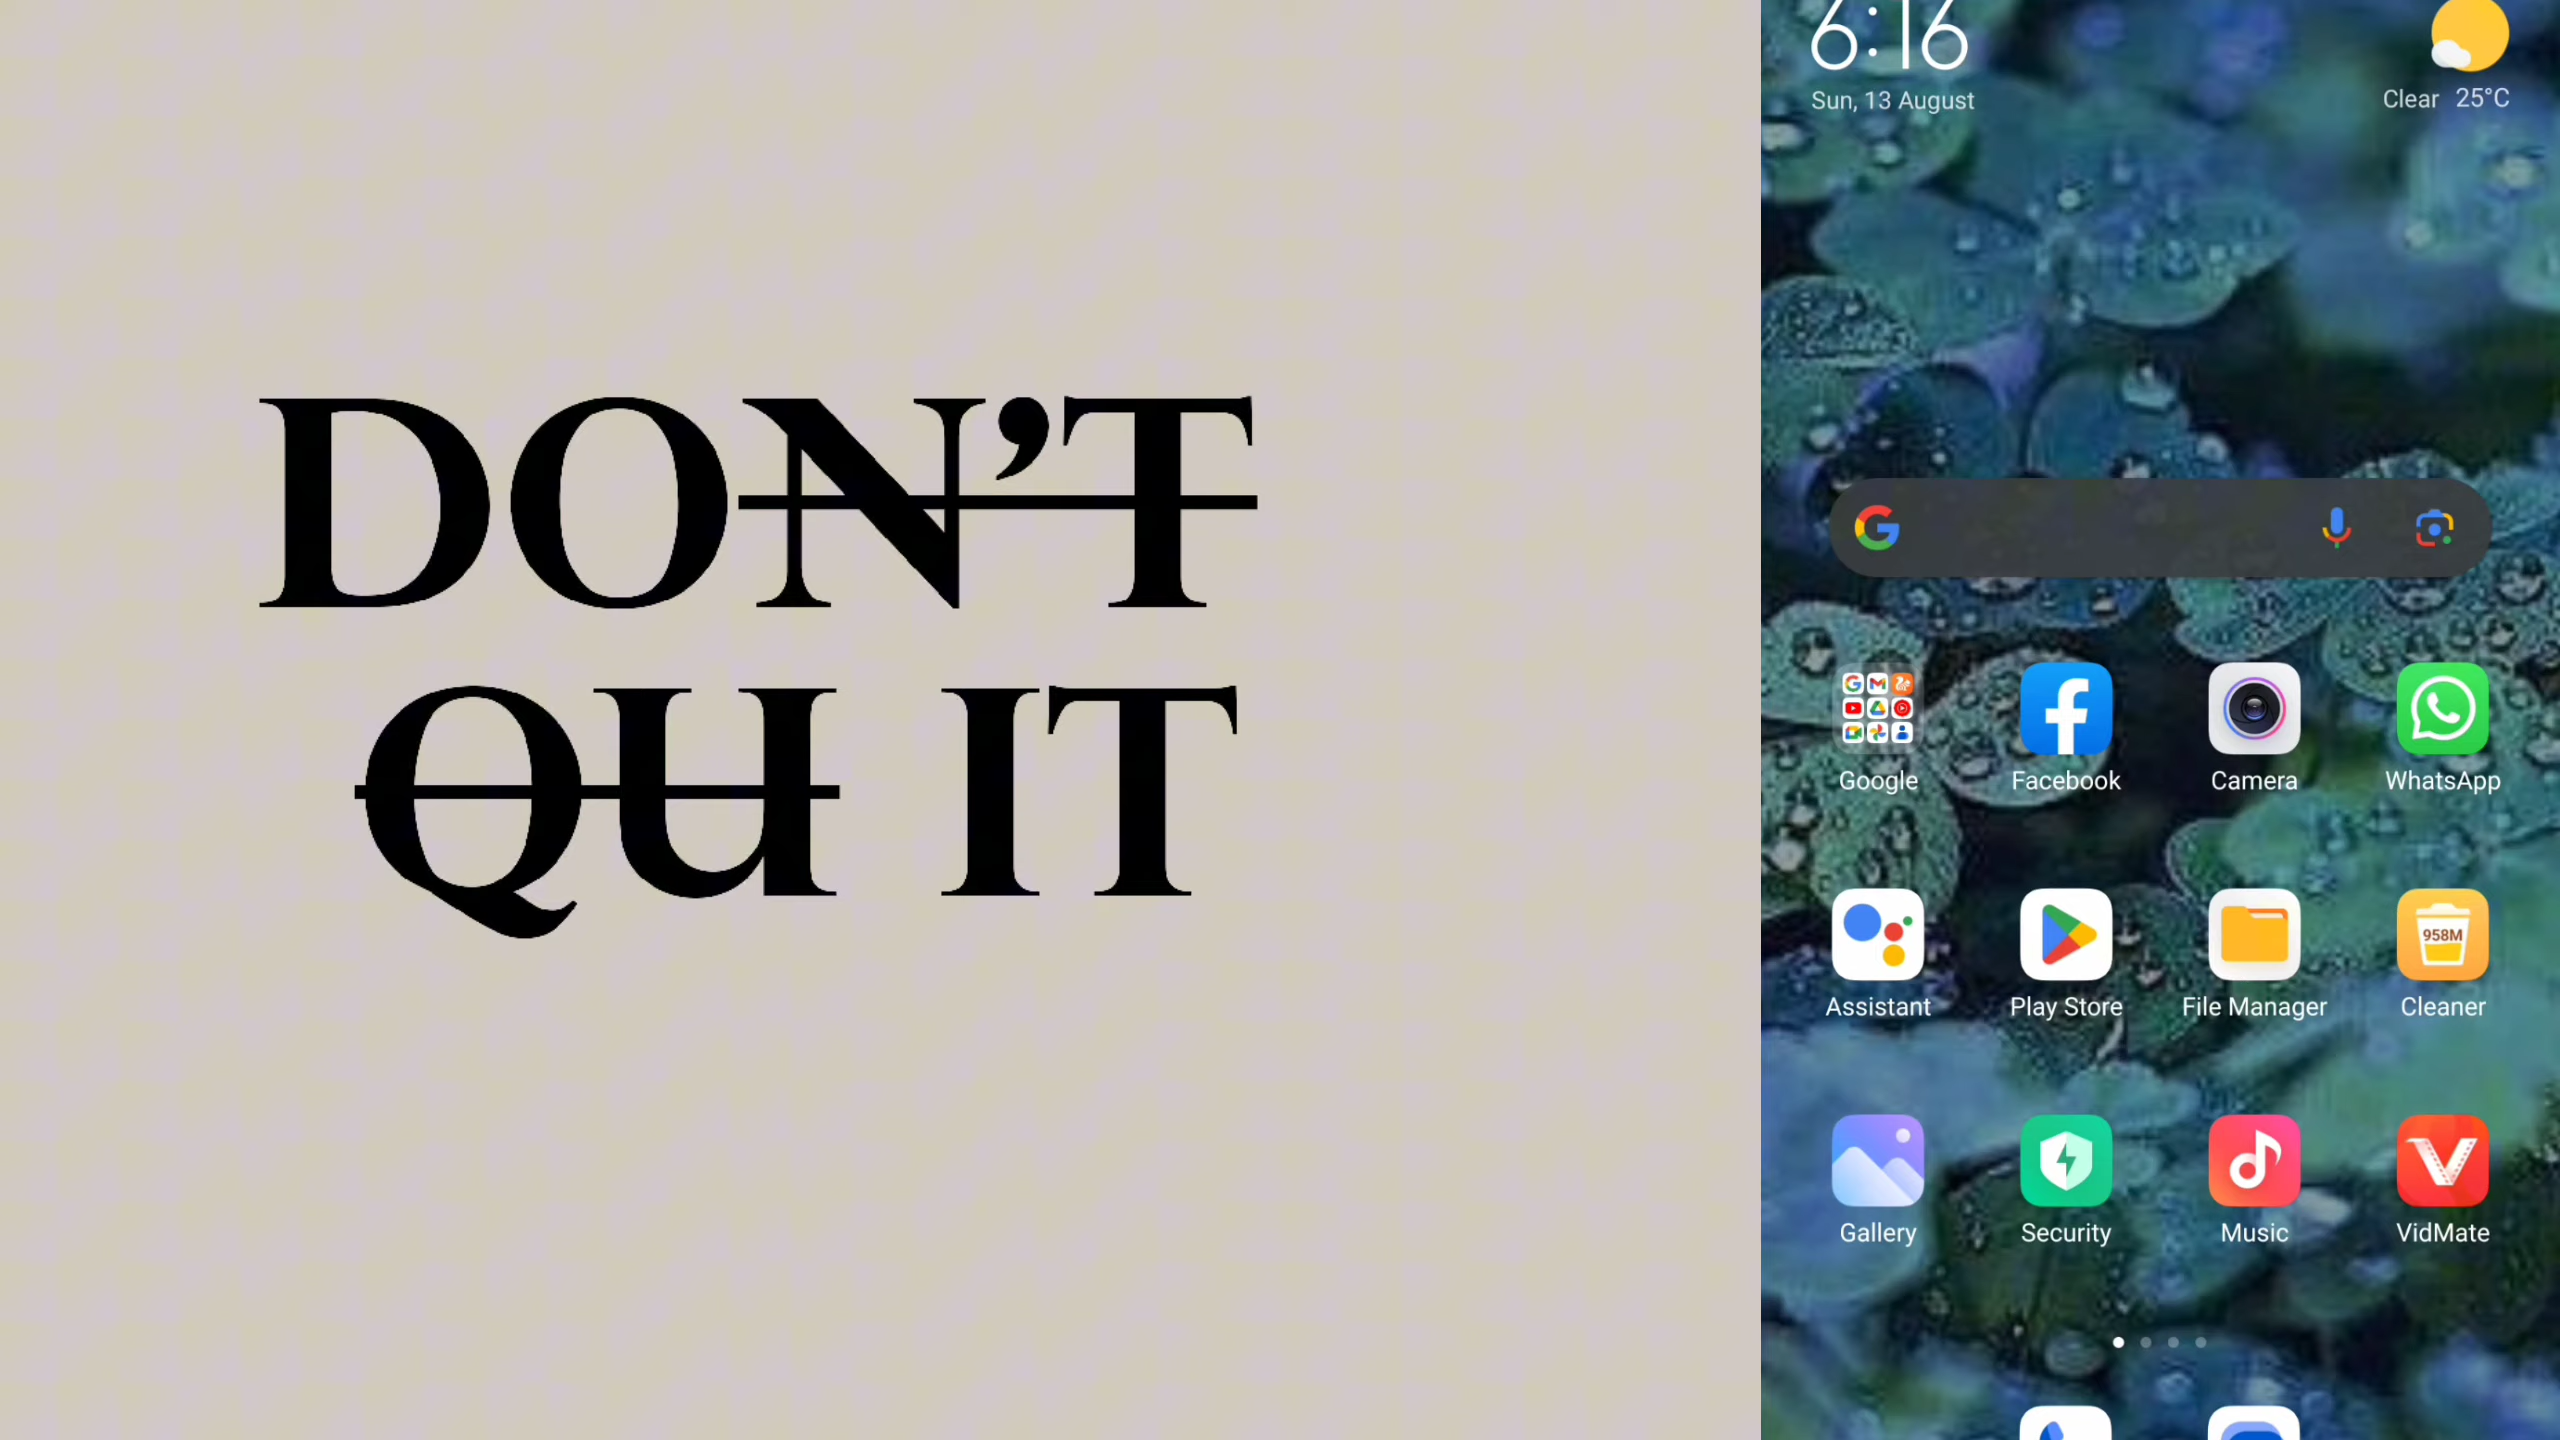 DON'T
QU IT
6:16
Sun, 13 August
Clear 25°C
Google
Facebook
Camera
WhatsApp
958M
Assistant
Play Store
File Manager
Cleaner
Gallery
Security
Music
VidMate